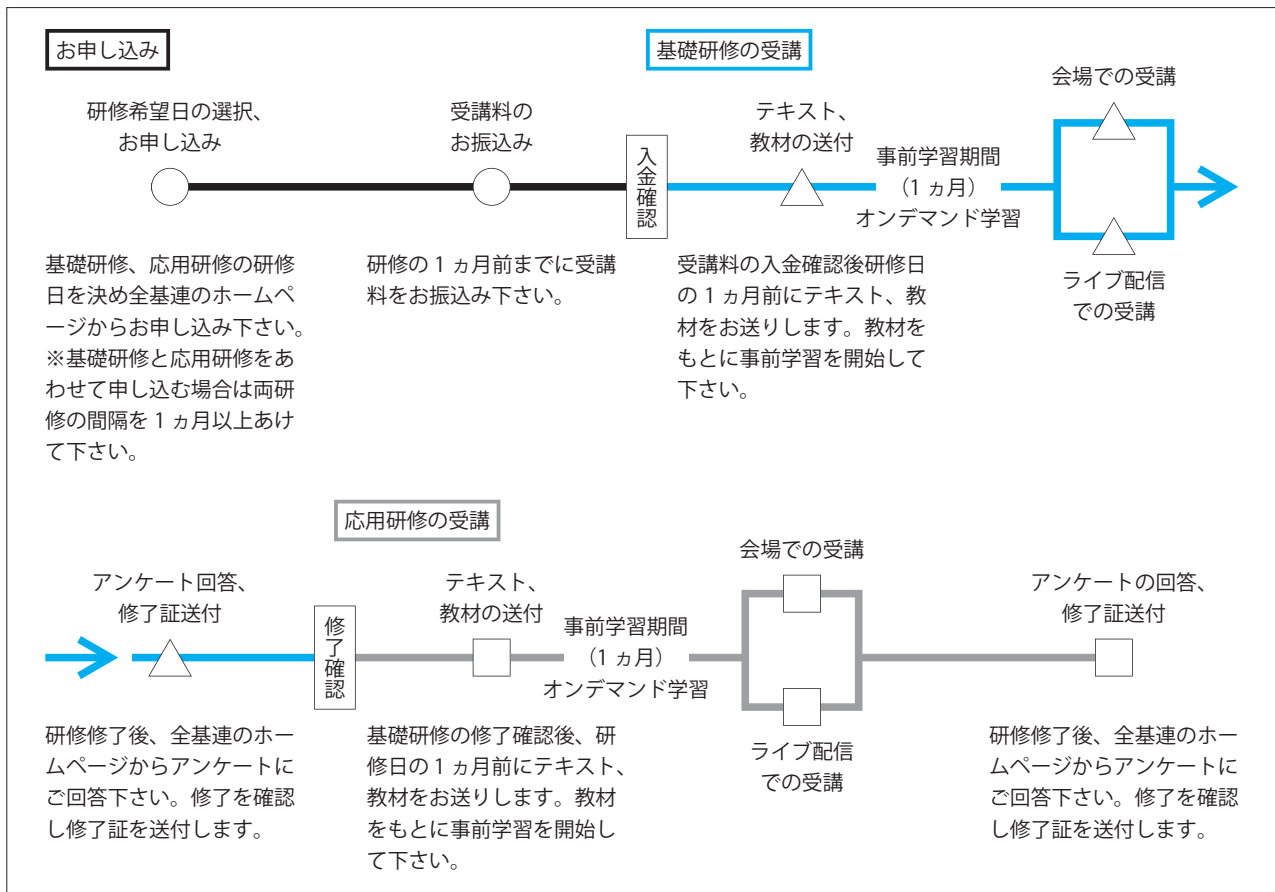 お申し込み
研修希望日の選択、
お申し込み
基礎研修、応用研修の研修
日を決め全基連のホームペ
ージからお申し込み下さい。
※基礎研修と応用研修をあ
わせて申し込む場合は両研
修の間隔を 1 ヵ月以上あけ
て下さい。
受講料の
お振込み
研修の 1 ヵ月前までに受講
料をお振込み下さい。
入金確認
基礎研修の受講
テキスト、
教材の送付
受講料の入金確認後研修日
の 1 ヵ月前にテキスト、教
材をお送りします。教材を
もとに事前学習を開始して
下さい。
事前学習期間
（1 ヵ月）
オンデマンド学習
会場での受講
ライブ配信
での受講
アンケート回答、
修了証送付
研修修了後、全基連のホー
ムページからアンケートに
ご回答下さい。修了を確認
し修了証を送付します。
修了確認
応用研修の受講
テキスト、
教材の送付
基礎研修の修了確認後、研
修日の 1 ヵ月前にテキスト、
教材をお送りします。教材
をもとに事前学習を開始し
て下さい。
事前学習期間
（1 ヵ月）
オンデマンド学習
会場での受講
ライブ配信
での受講
アンケートの回答、
修了証送付
研修修了後、全基連のホー
ムページからアンケートに
ご回答下さい。修了を確認
し修了証を送付します。